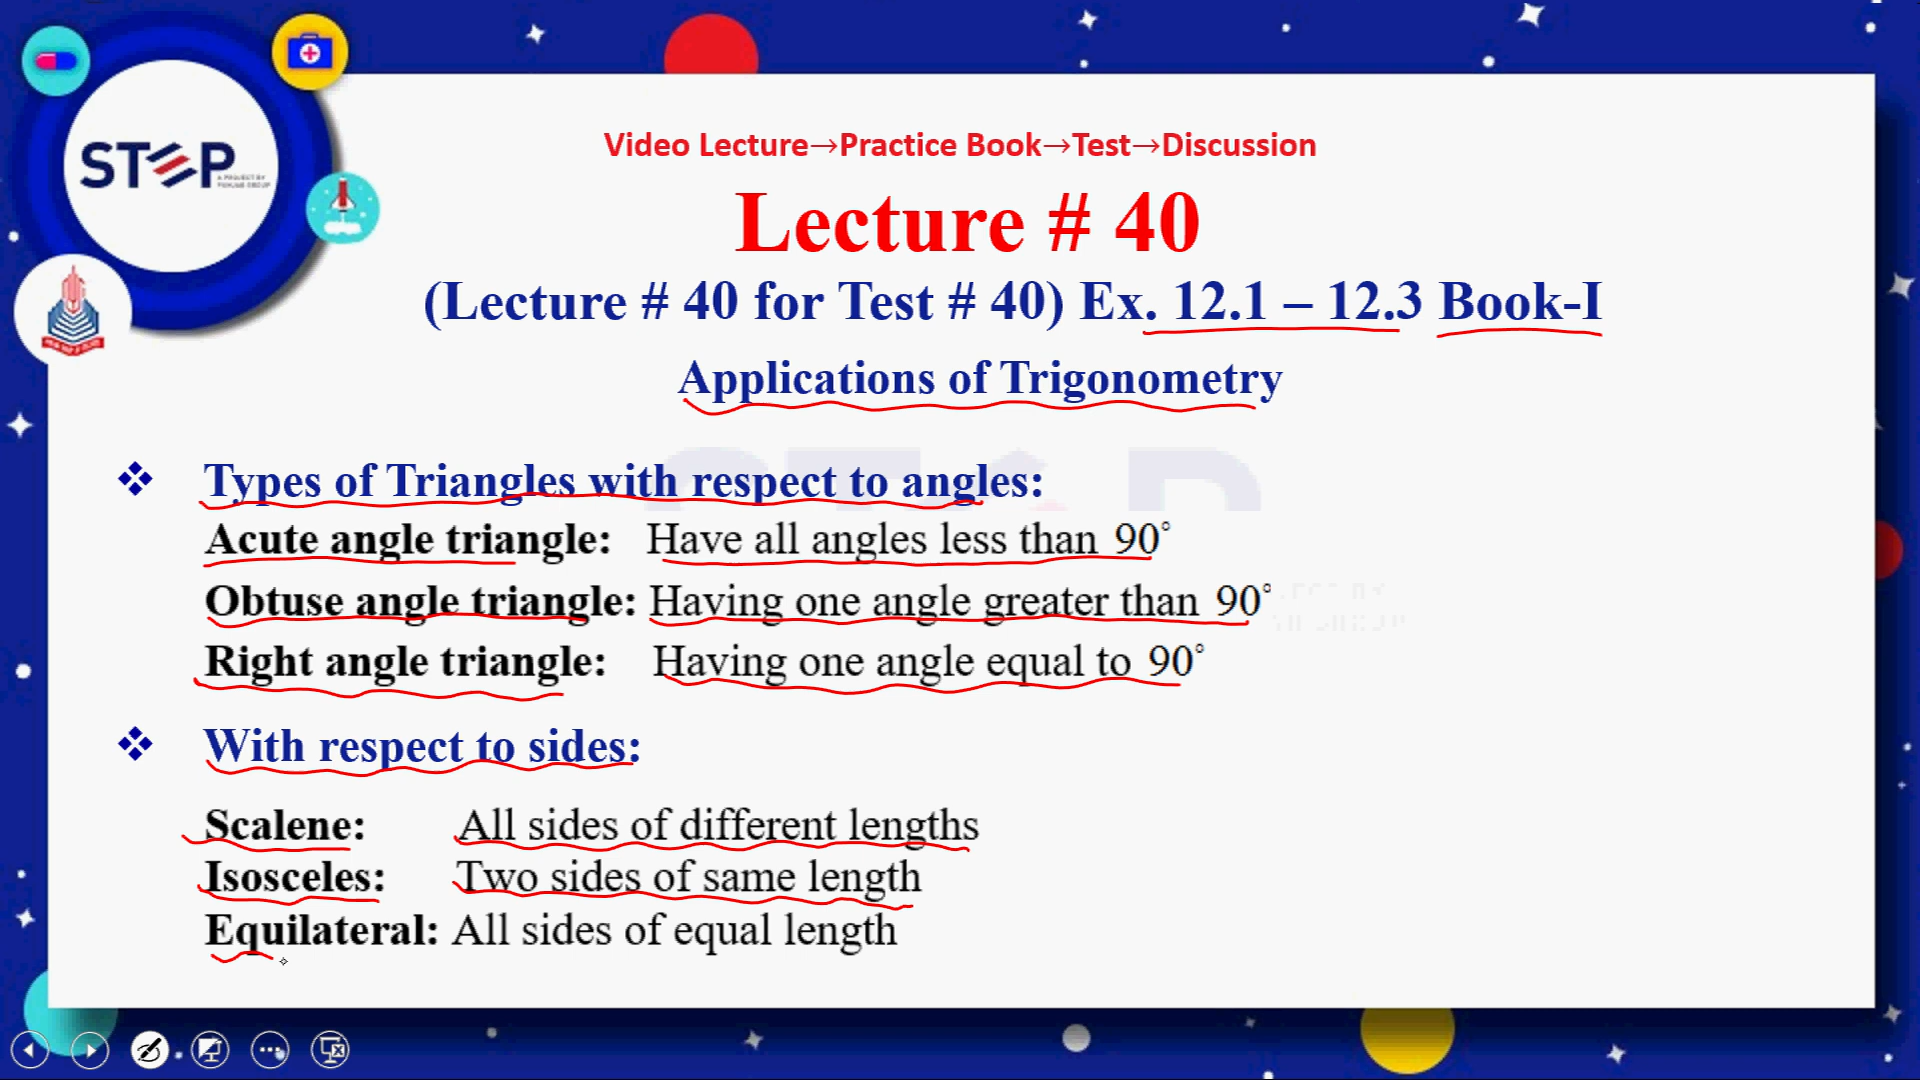 STEP
A PROJECT BY
PUNJAB GROUP
Video Lecture→Practice Book→Test→Discussion
Lecture # 40
(Lecture # 40 for Test # 40) Ex. 12.1 – 12.3 Book-I
Applications of Trigonometry
❖ Types of Triangles with respect to angles:
Acute angle triangle: Have all angles less than 90°
Obtuse angle triangle: Having one angle greater than 90°
Right angle triangle: Having one angle equal to 90°
❖ With respect to sides:
Scalene: All sides of different lengths
Isosceles: Two sides of same length
Equilateral: All sides of equal length